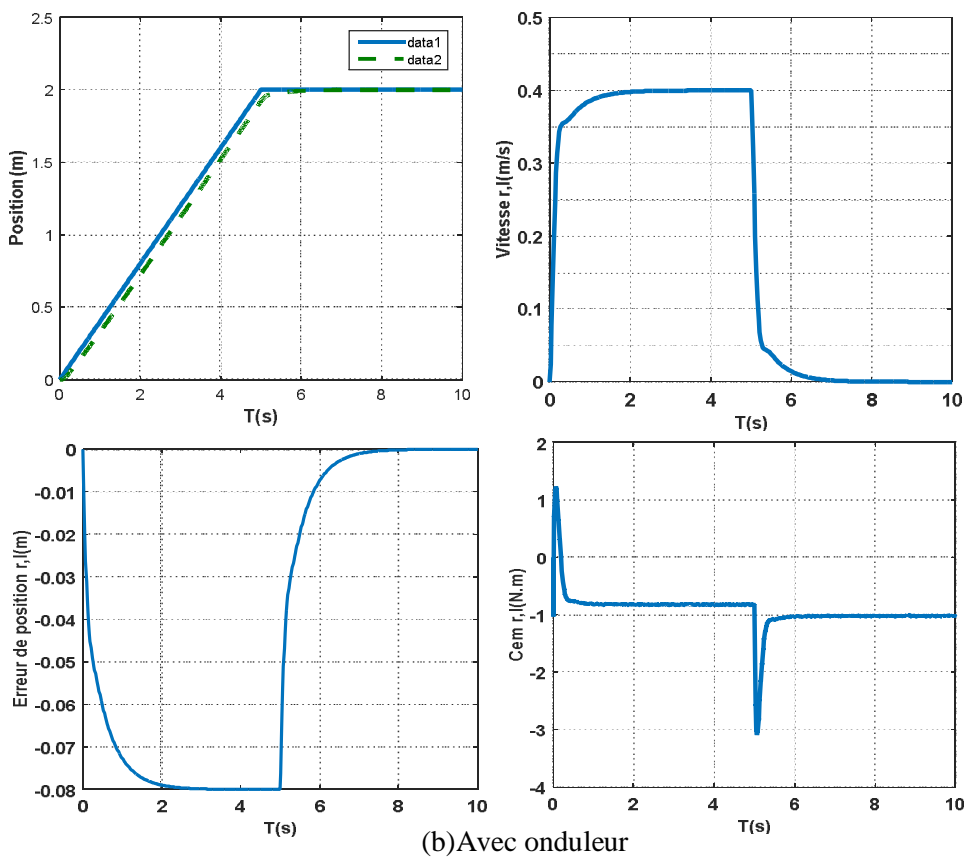 2.5
2
1.5
1
0.5
0
0 2 4 6 8 10
Position (m)
T(s)
data1
data2
0.5
0.4
0.3
0.2
0.1
0
0 2 4 6 8 10
Vitesse r,l(m/s)
T(s)
0
-0.01
-0.02
-0.03
-0.04
-0.05
-0.06
-0.07
-0.08
0 2 4 6 8 10
Erreur de position r,l(m)
T(s)
2
1
0
-1
-2
-3
-4
0 2 4 6 8 10
Cem r,l(N.m)
T(s)
(b)Avec onduleur